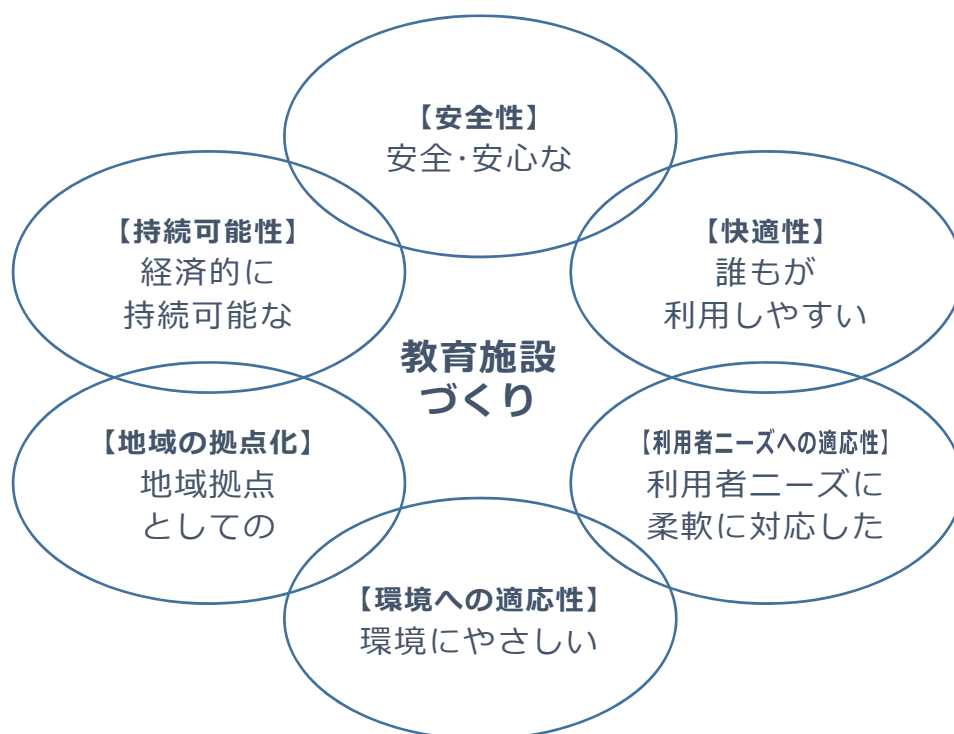 【安全性】
安全・安心な
【持続可能性】
経済的に
持続可能な
【快適性】
誰もが
利用しやすい
教育施設
づくり
【地域の拠点化】
地域拠点
としての
【利用者ニーズへの適応性】
利用者ニーズに
柔軟に対応した
【環境への適応性】
環境にやさしい